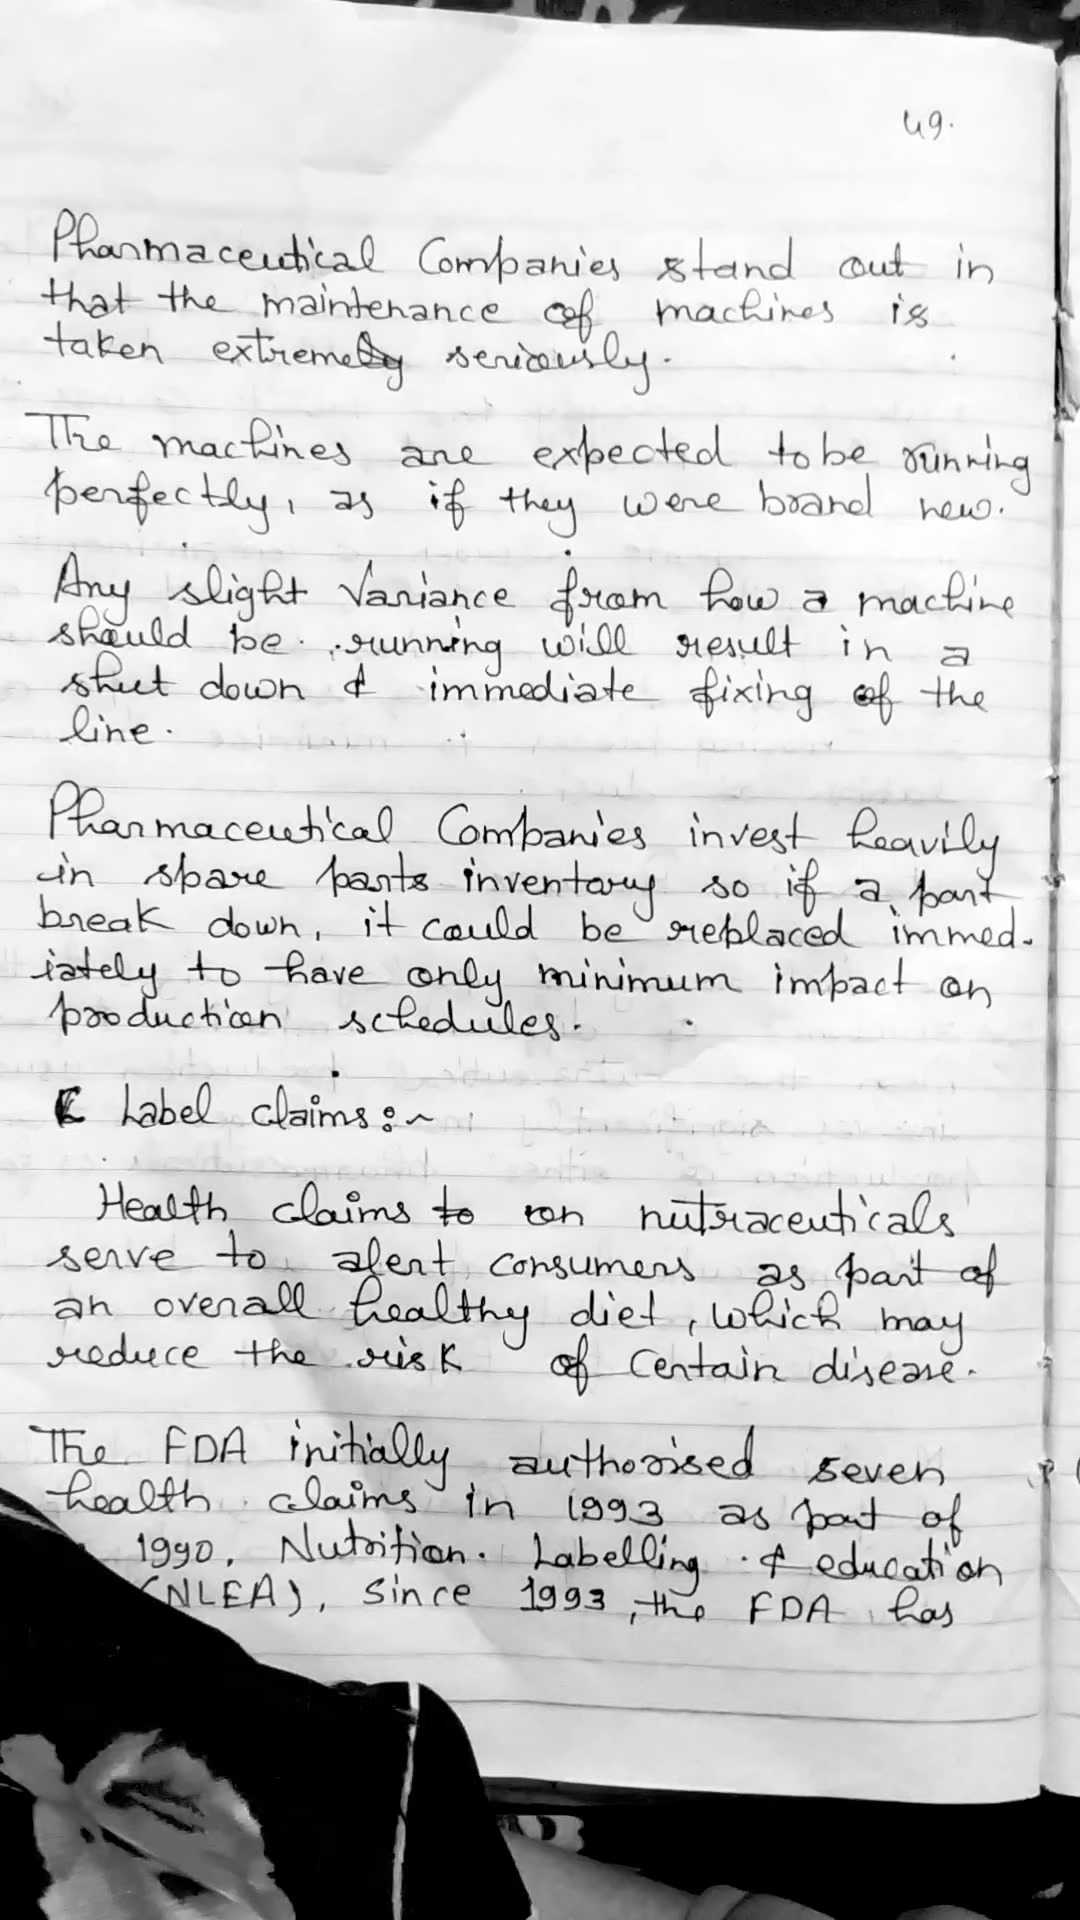 49.
Pharmaceutical Companies stand out in
that the maintenance of machines is
taken extremely seriously.
The machines are expected to be running
perfectly, as if they were brand new.
Any slight variance from how a machine
should be running will result in a
shut down & immediate fixing of the
line.
Pharmaceutical Companies invest heavily
in spare parts inventory so if a part
break down, it could be replaced immed-
iately to have only minimum impact on
production schedules.
Label claims:~
Health claims to on nutraceuticals
serve to alert consumers as part of
an overall healthy diet, which may
reduce the risk of certain disease.
The FDA initially authorised seven
health claims in 1993 as part of
1990, Nutrition. Labelling & education
(NLEA), Since 1993, the FDA has